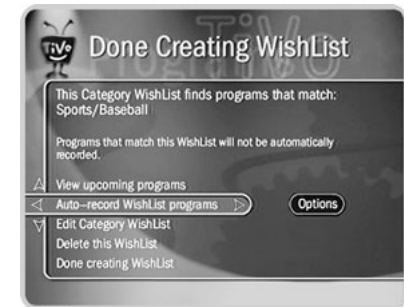 TiVo
Done Creating WishList
This Category WishList finds programs that match:
Sports/Baseball
Programs that match this WishList will not be automatically
recorded.
View upcoming programs
Auto-record WishList programs
Options
Edit Category WishList
Delete this WishList
Done creating WishList